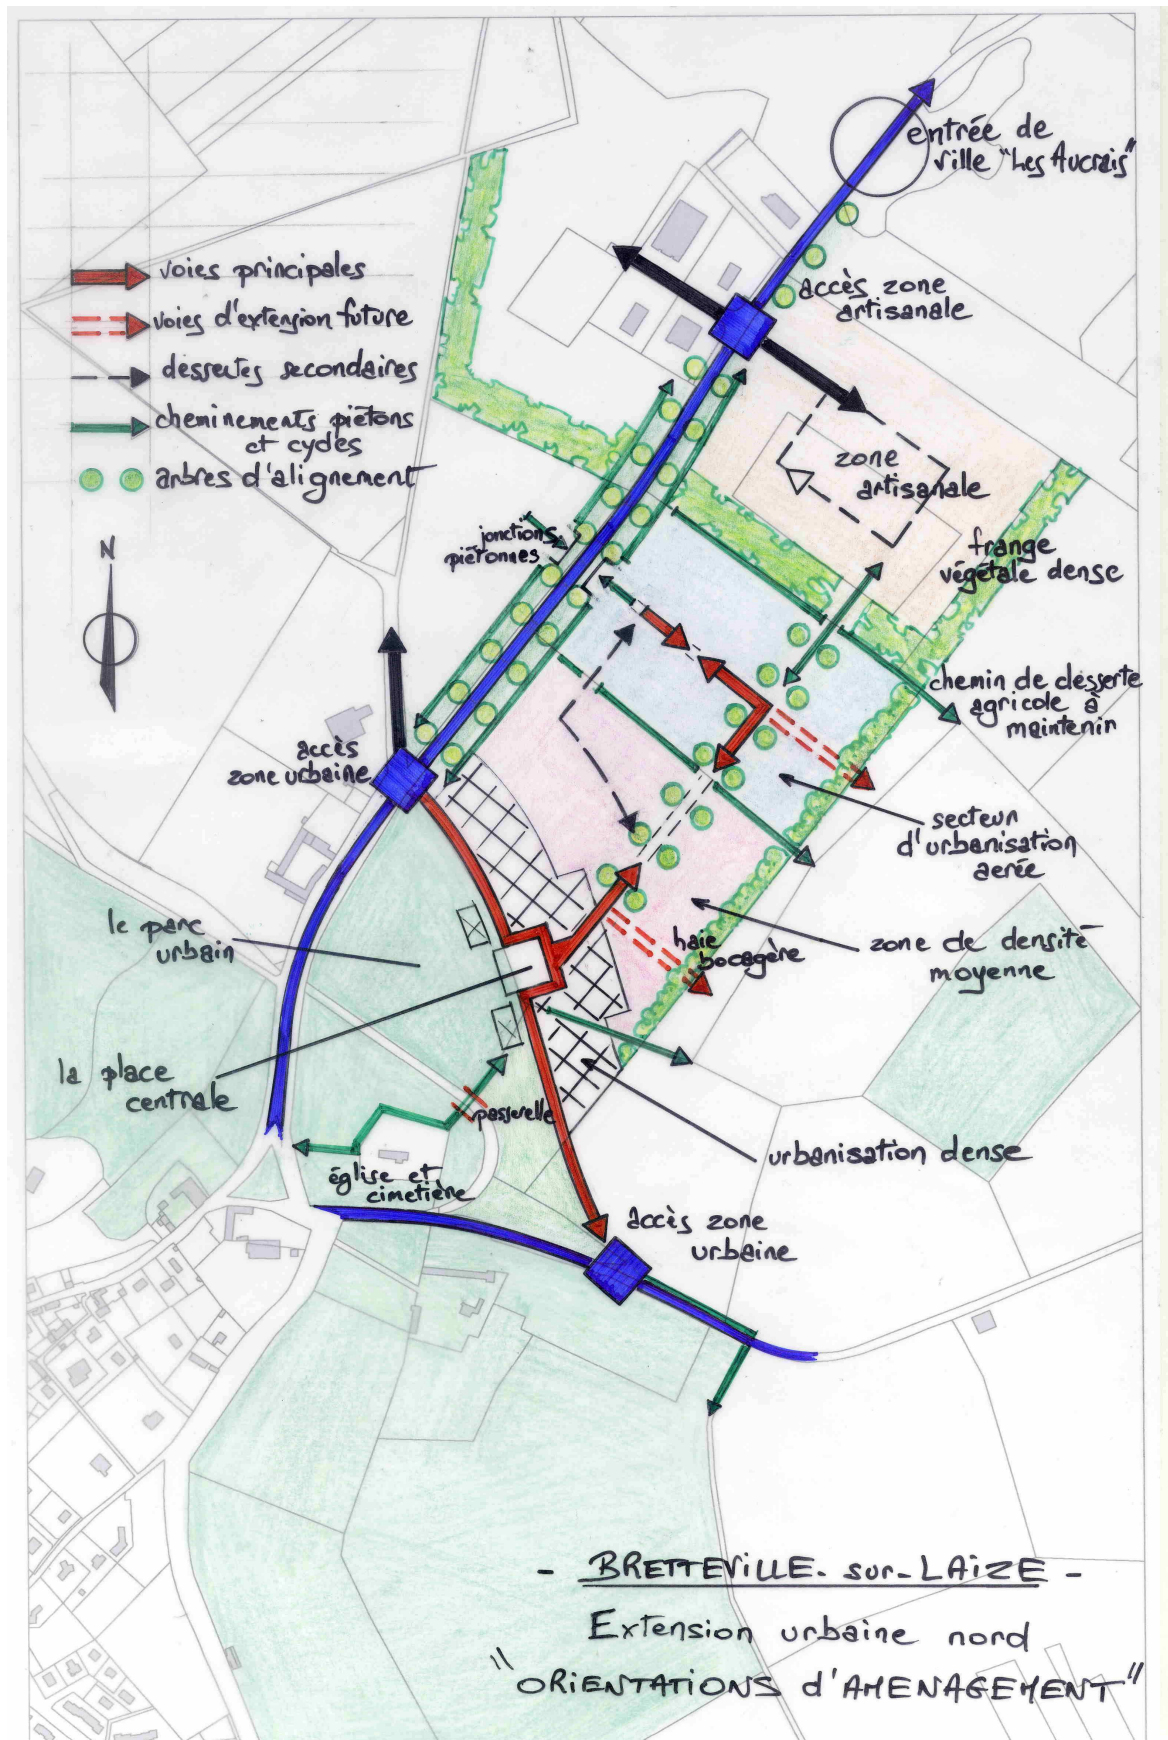 entrée de
ville "Les Aucrais"
voies principales
voies d'extension future
dessertes secondaires
cheminements piétons
et cycles
arbres d'alignement
accès zone
artisanale
zone
artisanale
jonctions
piétonnes
frange
végétale dense
N
chemin de desserte
agricole à
maintenir
accès
zone urbaine
secteur
d'urbanisation
aerée
le parc
urbain
haie
bocagère
zone de densité
moyenne
la place
centrale
passerelle
urbanisation dense
église et
cimetière
accès zone
urbaine
- BRETTEVILLE-sur-LAIZE -
Extension urbaine nord
"ORIENTATIONS d'AMENAGEMENT"